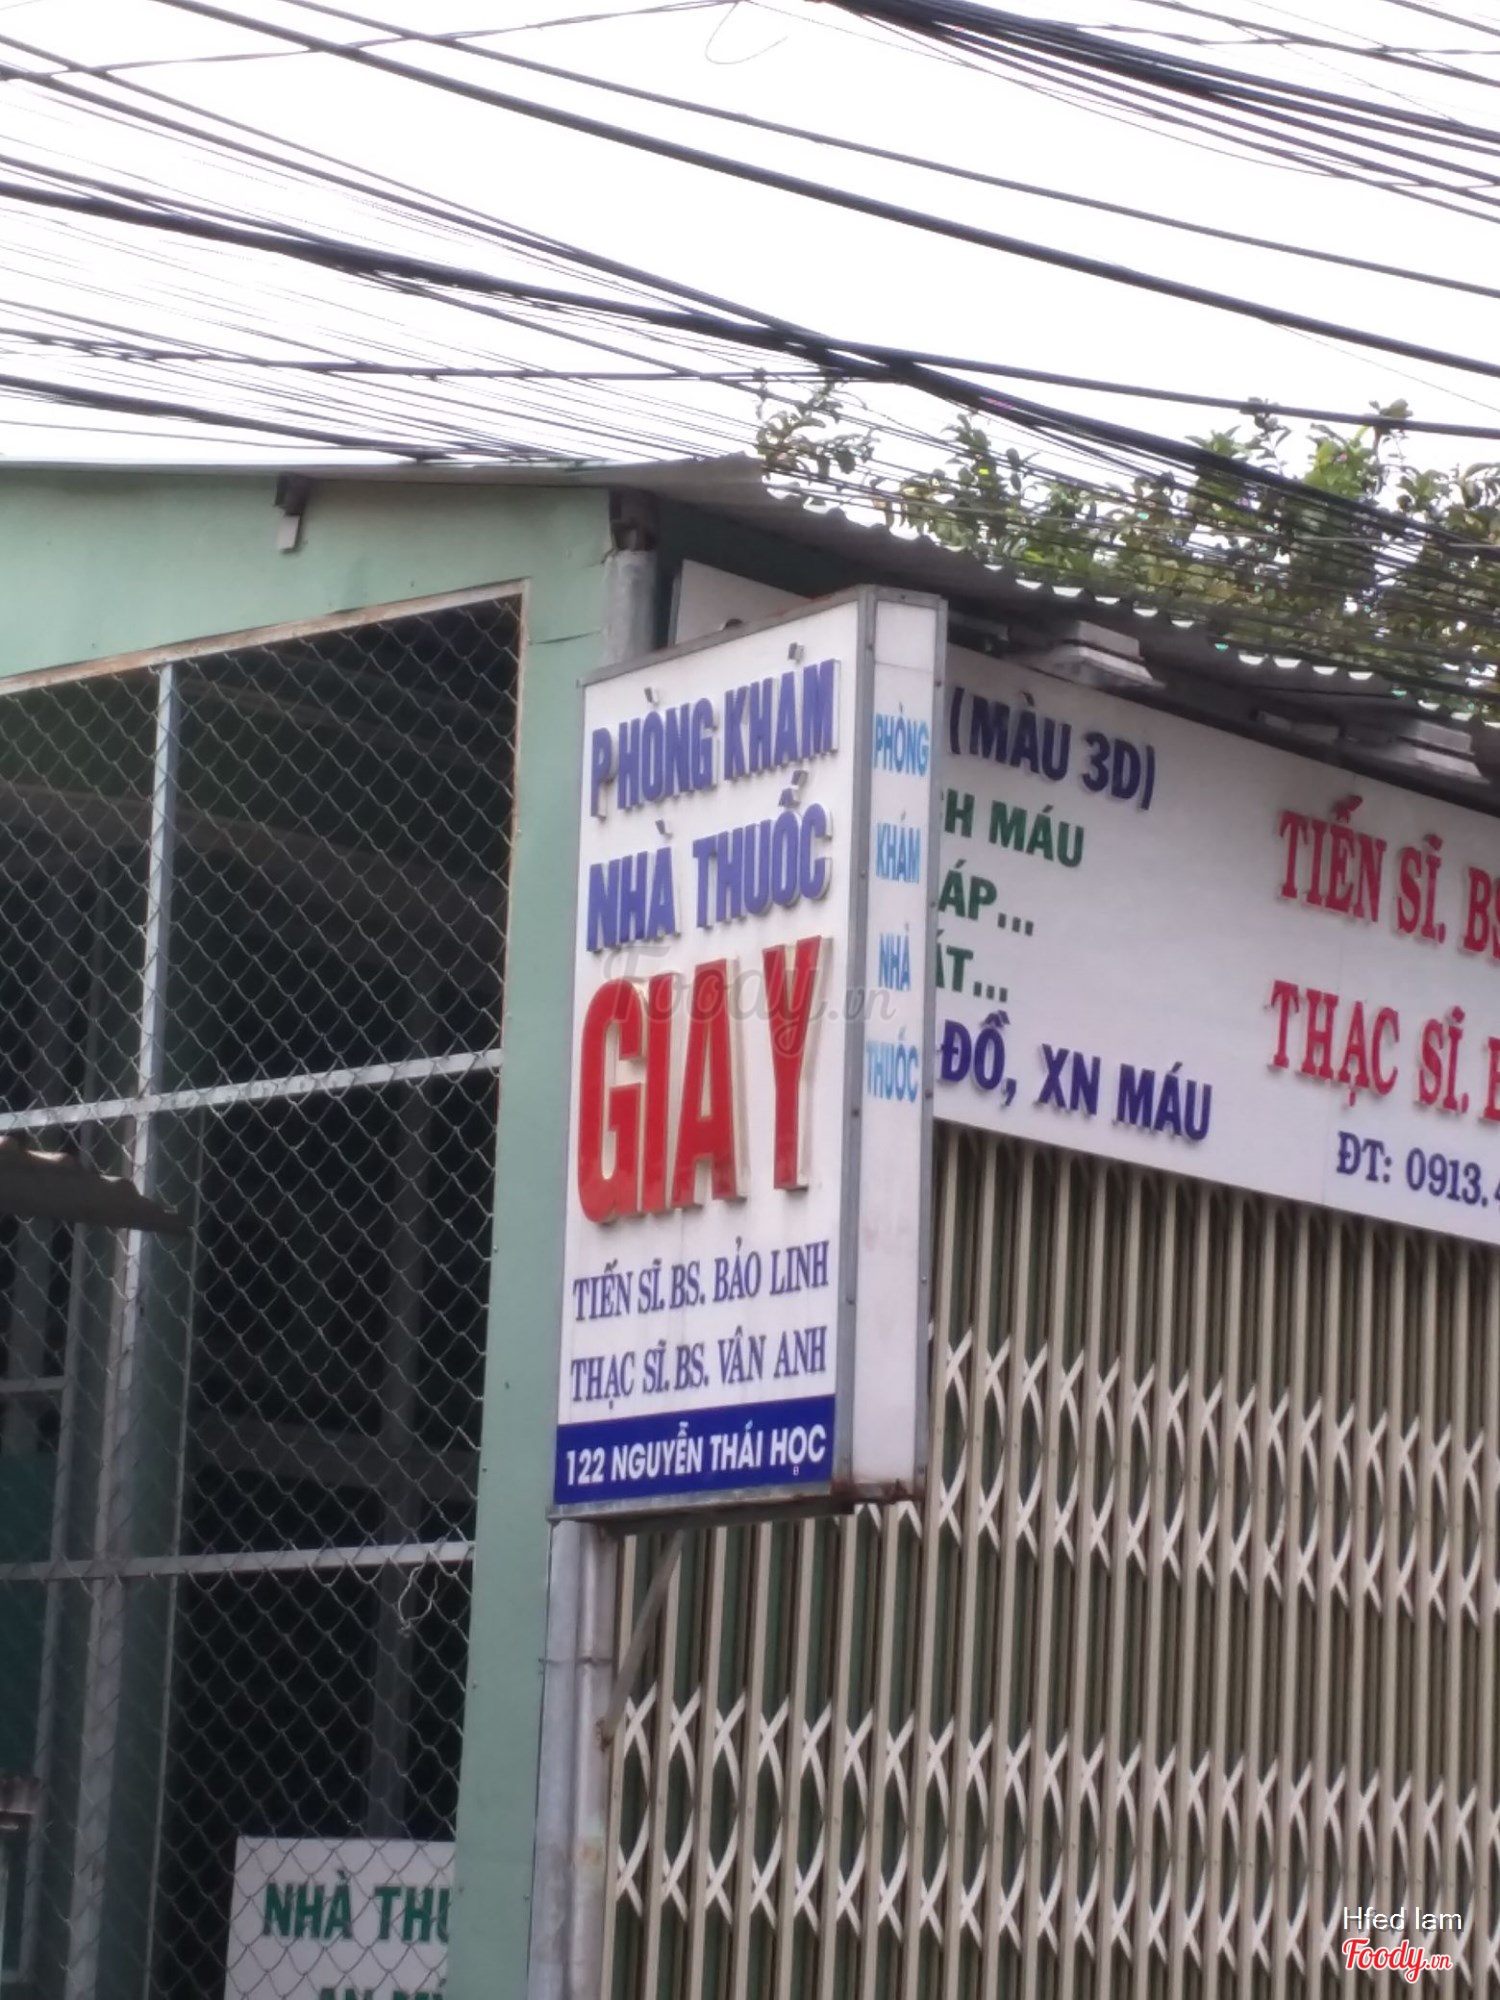 PHÒNG KHÁM
NHÀ THUỐC
GIA Y
TIẾN SĨ.BS. BẢO LINH
THẠC SĨ.BS. VÂN ANH
122 NGUYỄN THÁI HỌC
PHÒNG
KHÁM
NHÀ
THUỐC
(MÀU 3D)
MÁU
ÁP...
ĐỒ, XN MÁU
TIẾN SĨ.
THẠC SĨ.
ĐT: 0913.
NHÀ
Foody.vn
Hfed lam
Foody.vn